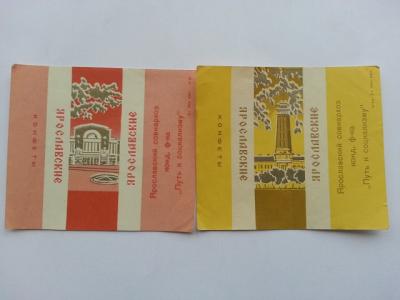 КОНФЕТЫ
ЯРОСЛАВСКИЕ
ЯРОСЛАВСКИЕ
Ярославский совнархоз
конд. ф-ка
„Путь к социализму"
КОНФЕТЫ
ЯРОСЛАВСКИЕ
ЯРОСЛАВСКИЕ
Ярославский совнархоз
конд. ф-ка
„Путь к социализму"